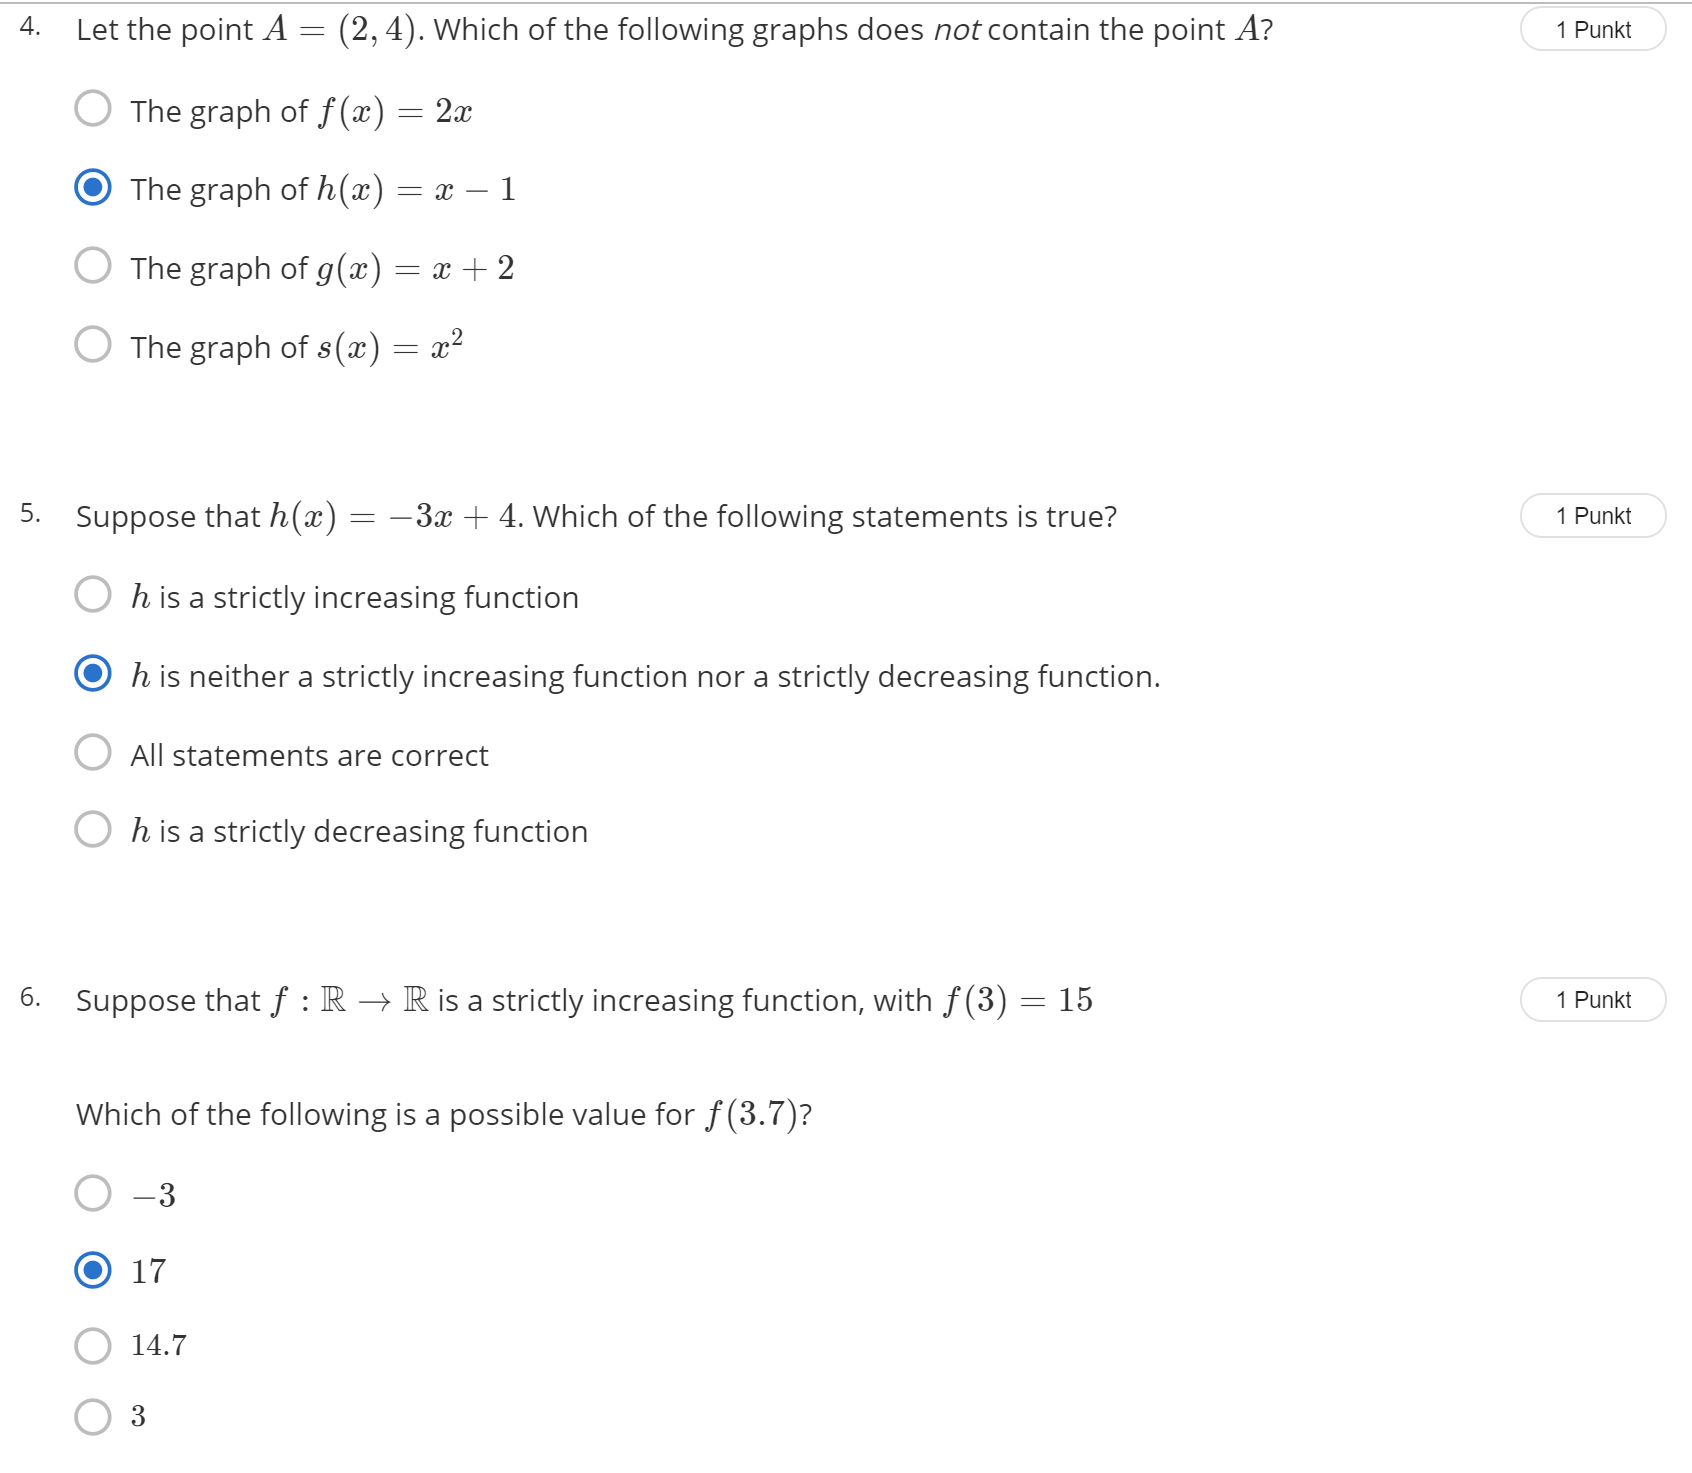 4. Let the point A = (2, 4). Which of the following graphs does not contain the point A? 1 Punkt
The graph of f(x) = 2x
The graph of h(x) = x − 1
The graph of g(x) = x + 2
The graph of s(x) = x²
5. Suppose that h(x) = −3x + 4. Which of the following statements is true? 1 Punkt
h is a strictly increasing function
h is neither a strictly increasing function nor a strictly decreasing function.
All statements are correct
h is a strictly decreasing function
6. Suppose that f : ℝ → ℝ is a strictly increasing function, with f(3) = 15 1 Punkt
Which of the following is a possible value for f(3.7)?
−3
17
14.7
3